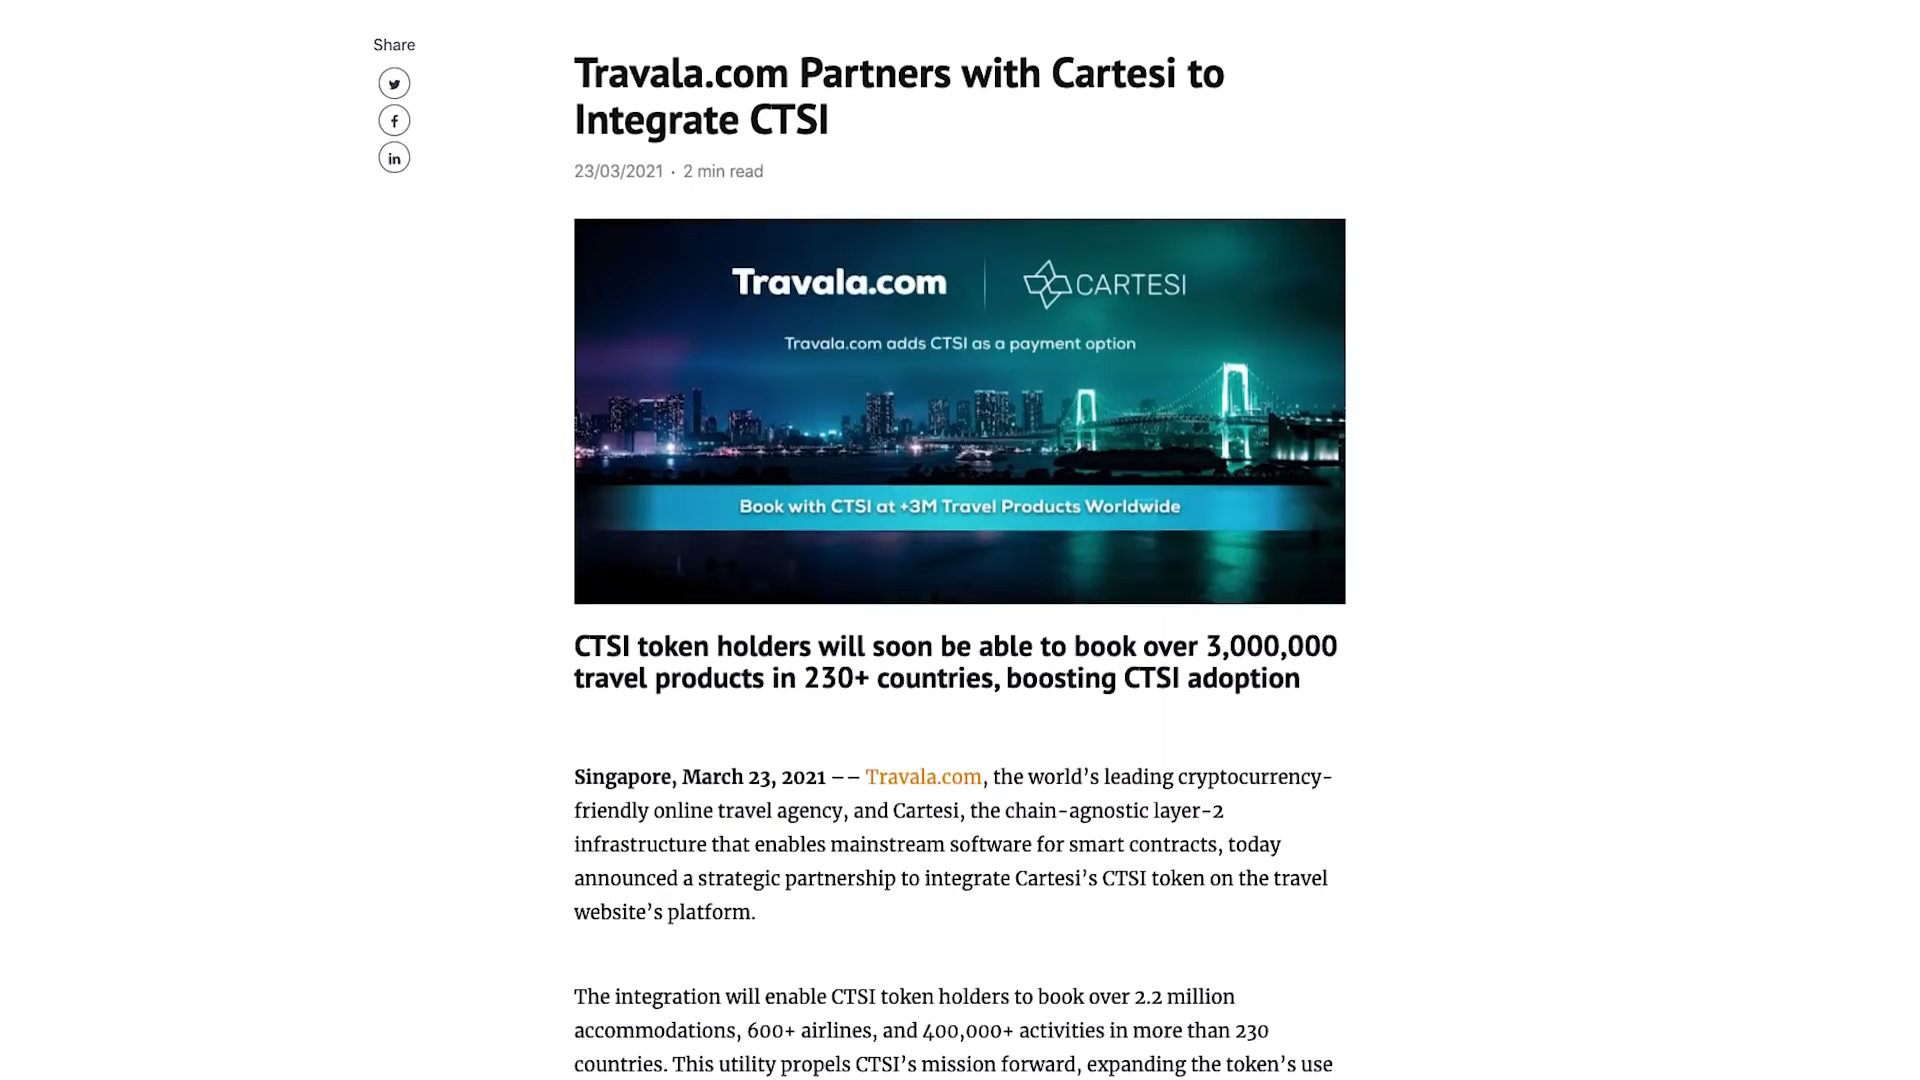 Share
Travala.com Partners with Cartesi to
Integrate CTSI
23/03/2021 · 2 min read
Travala.com
CARTESI
Travala.com adds CTSI as a payment option
Book with CTSI at +3M Travel Products Worldwide
CTSI token holders will soon be able to book over 3,000,000
travel products in 230+ countries, boosting CTSI adoption
Singapore, March 23, 2021 –– Travala.com, the world’s leading cryptocurrency-
friendly online travel agency, and Cartesi, the chain-agnostic layer-2
infrastructure that enables mainstream software for smart contracts, today
announced a strategic partnership to integrate Cartesi’s CTSI token on the travel
website’s platform.
The integration will enable CTSI token holders to book over 2.2 million
accommodations, 600+ airlines, and 400,000+ activities in more than 230
countries. This utility propels CTSI’s mission forward, expanding the token’s use